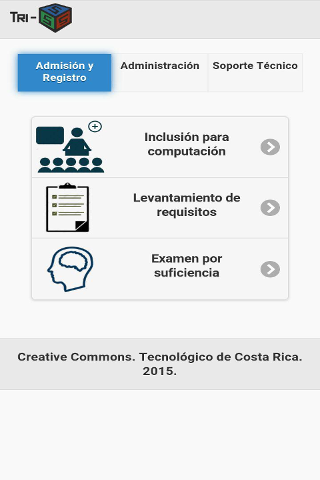 Tri-
Admisión y
Registro
Administración
Soporte Técnico
Inclusión para
computación
Levantamiento de
requisitos
Examen por
suficiencia
Creative Commons. Tecnológico de Costa Rica.
2015.